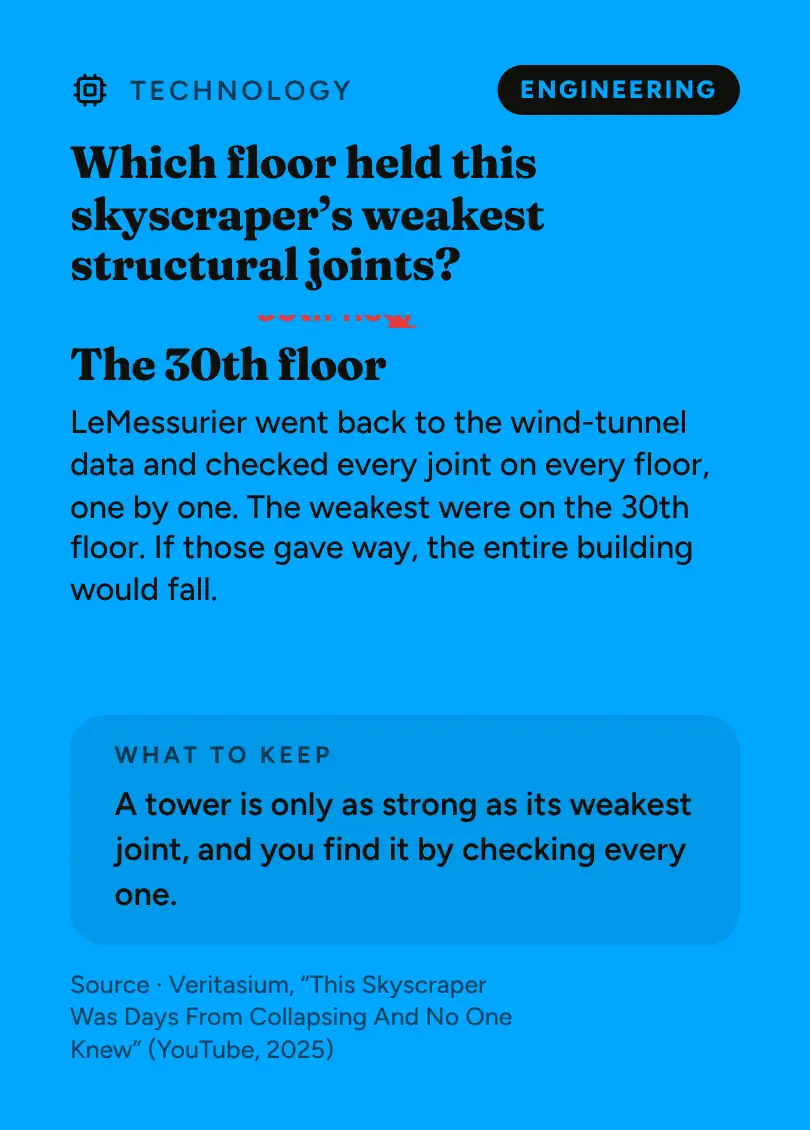 TECHNOLOGY
ENGINEERING
Which floor held this
skyscraper’s weakest
structural joints?
The 30th floor
LeMessurier went back to the wind-tunnel
data and checked every joint on every floor,
one by one. The weakest were on the 30th
floor. If those gave way, the entire building
would fall.
WHAT TO KEEP
A tower is only as strong as its weakest
joint, and you find it by checking every
one.
Source · Veritasium, “This Skyscraper
Was Days From Collapsing And No One
Knew” (YouTube, 2025)